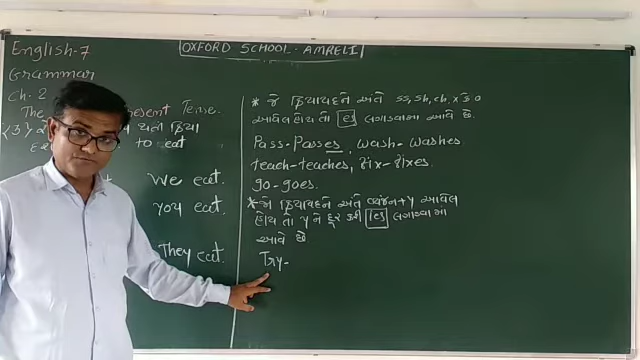 English-7
OXFORD SCHOOL-AMRELI
Grammar
Ch. 2
The
Present Tense
થતી ક્રિયા
to eat
We eat.
you eat.
They eat.
* જે ક્રિયાપદને અંતે ss, sh, ch, x કે o
આવેલ હોય તો es લગાડવામાં આવે છે.
Pass-Passes, wash-washes
teach-teaches, fix-fixes
go-goes.
* જે ક્રિયાપદને અંતે વ્યંજન+y આવેલ
હોય તો y ને દૂર કરી ies લગાડવામાં
આવે છે
Try-